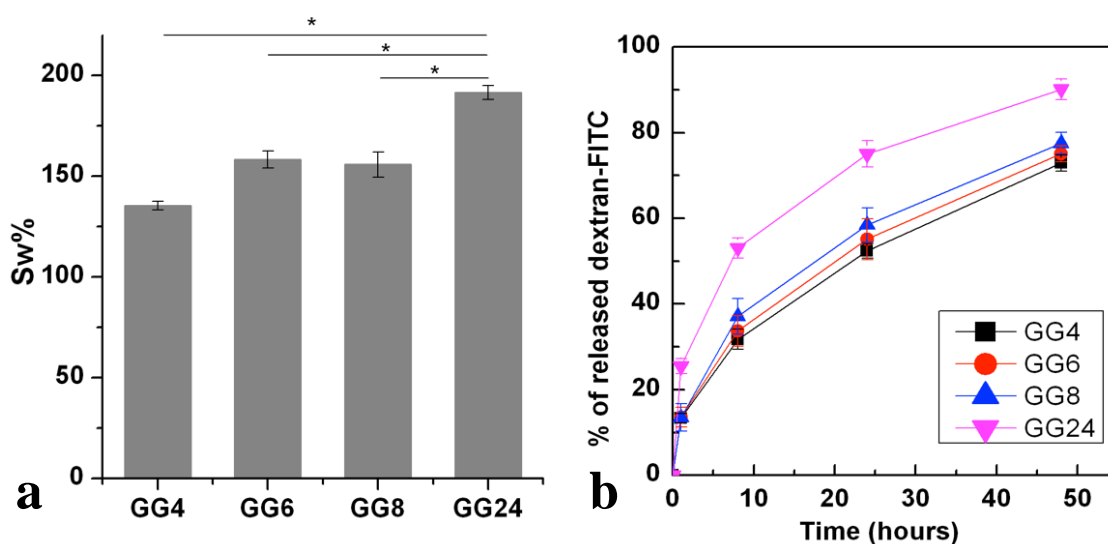 *
*
*
200
150
100
50
0
Sw%
GG4 GG6 GG8 GG24
a
100
80
60
40
20
0
% of released dextran-FITC
0 10 20 30 40 50
Time (hours)
GG4
GG6
GG8
GG24
b